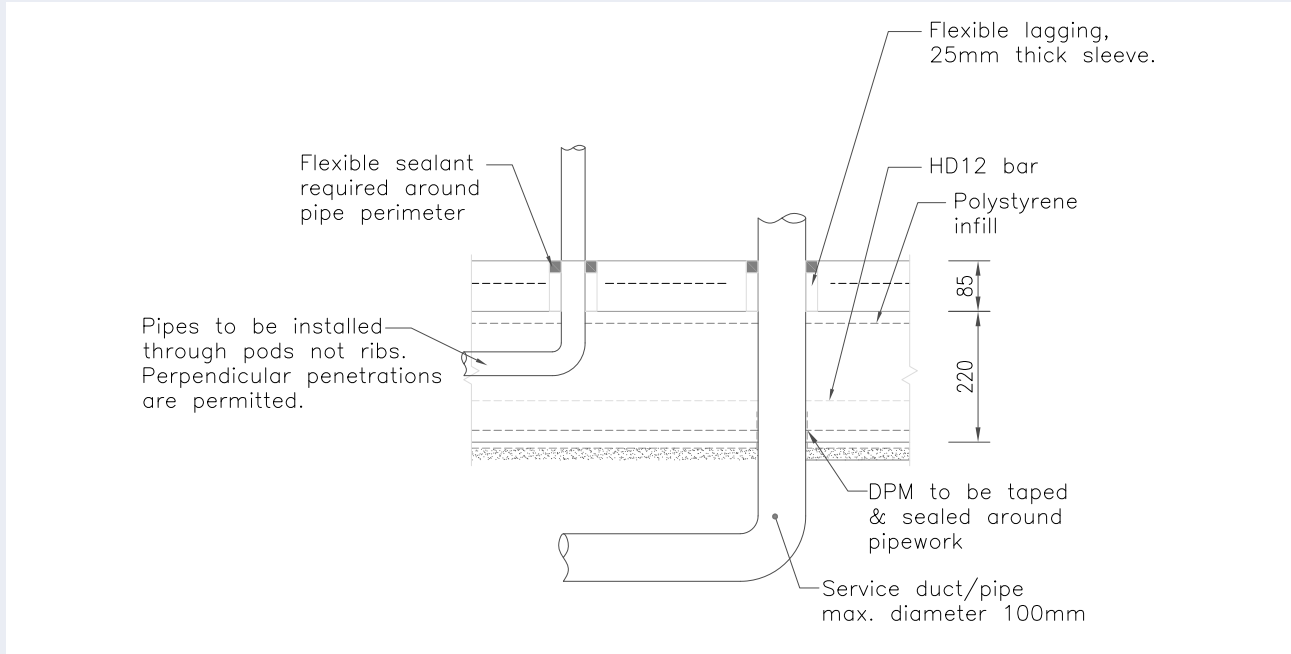 Flexible lagging,
25mm thick sleeve.
Flexible sealant
required around
pipe perimeter
HD12 bar
Polystyrene
infill
85
Pipes to be installed
through pods not ribs.
Perpendicular penetrations
are permitted.
220
DPM to be taped
& sealed around
pipework
Service duct/pipe
max. diameter 100mm